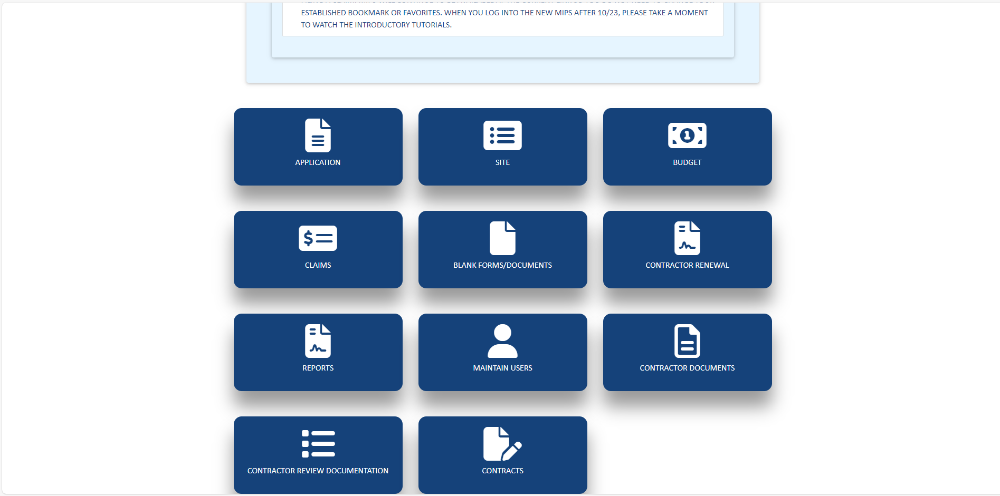 ESTABLISHED BOOKMARK OR FAVORITES. WHEN YOU LOG INTO THE NEW MIPS AFTER 10/23, PLEASE TAKE A MOMENT
TO WATCH THE INTRODUCTORY TUTORIALS.
APPLICATION
SITE
BUDGET
CLAIMS
BLANK FORMS/DOCUMENTS
CONTRACTOR RENEWAL
REPORTS
MAINTAIN USERS
CONTRACTOR DOCUMENTS
CONTRACTOR REVIEW DOCUMENTATION
CONTRACTS